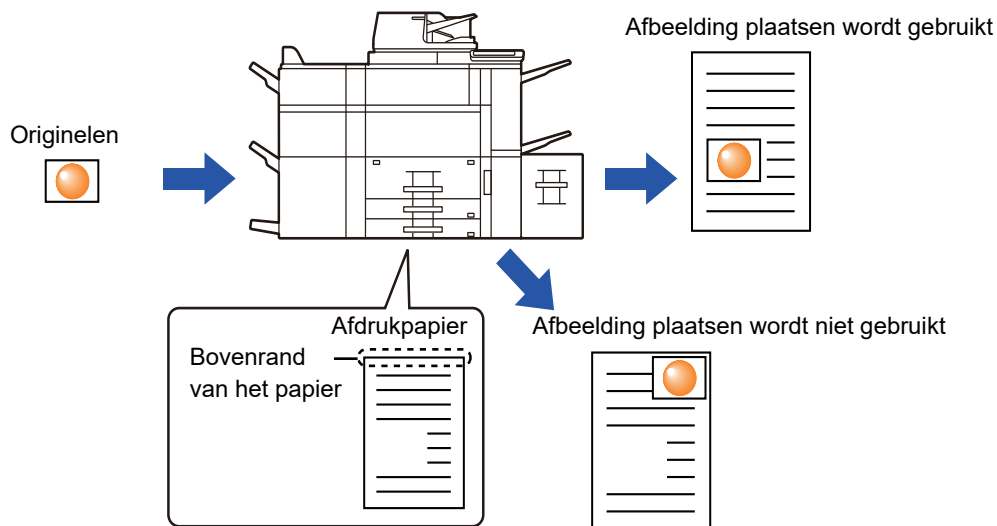 Afbeelding plaatsen wordt gebruikt
Originelen
Afdrukpapier
Bovenrand
van het papier
Afbeelding plaatsen wordt niet gebruikt